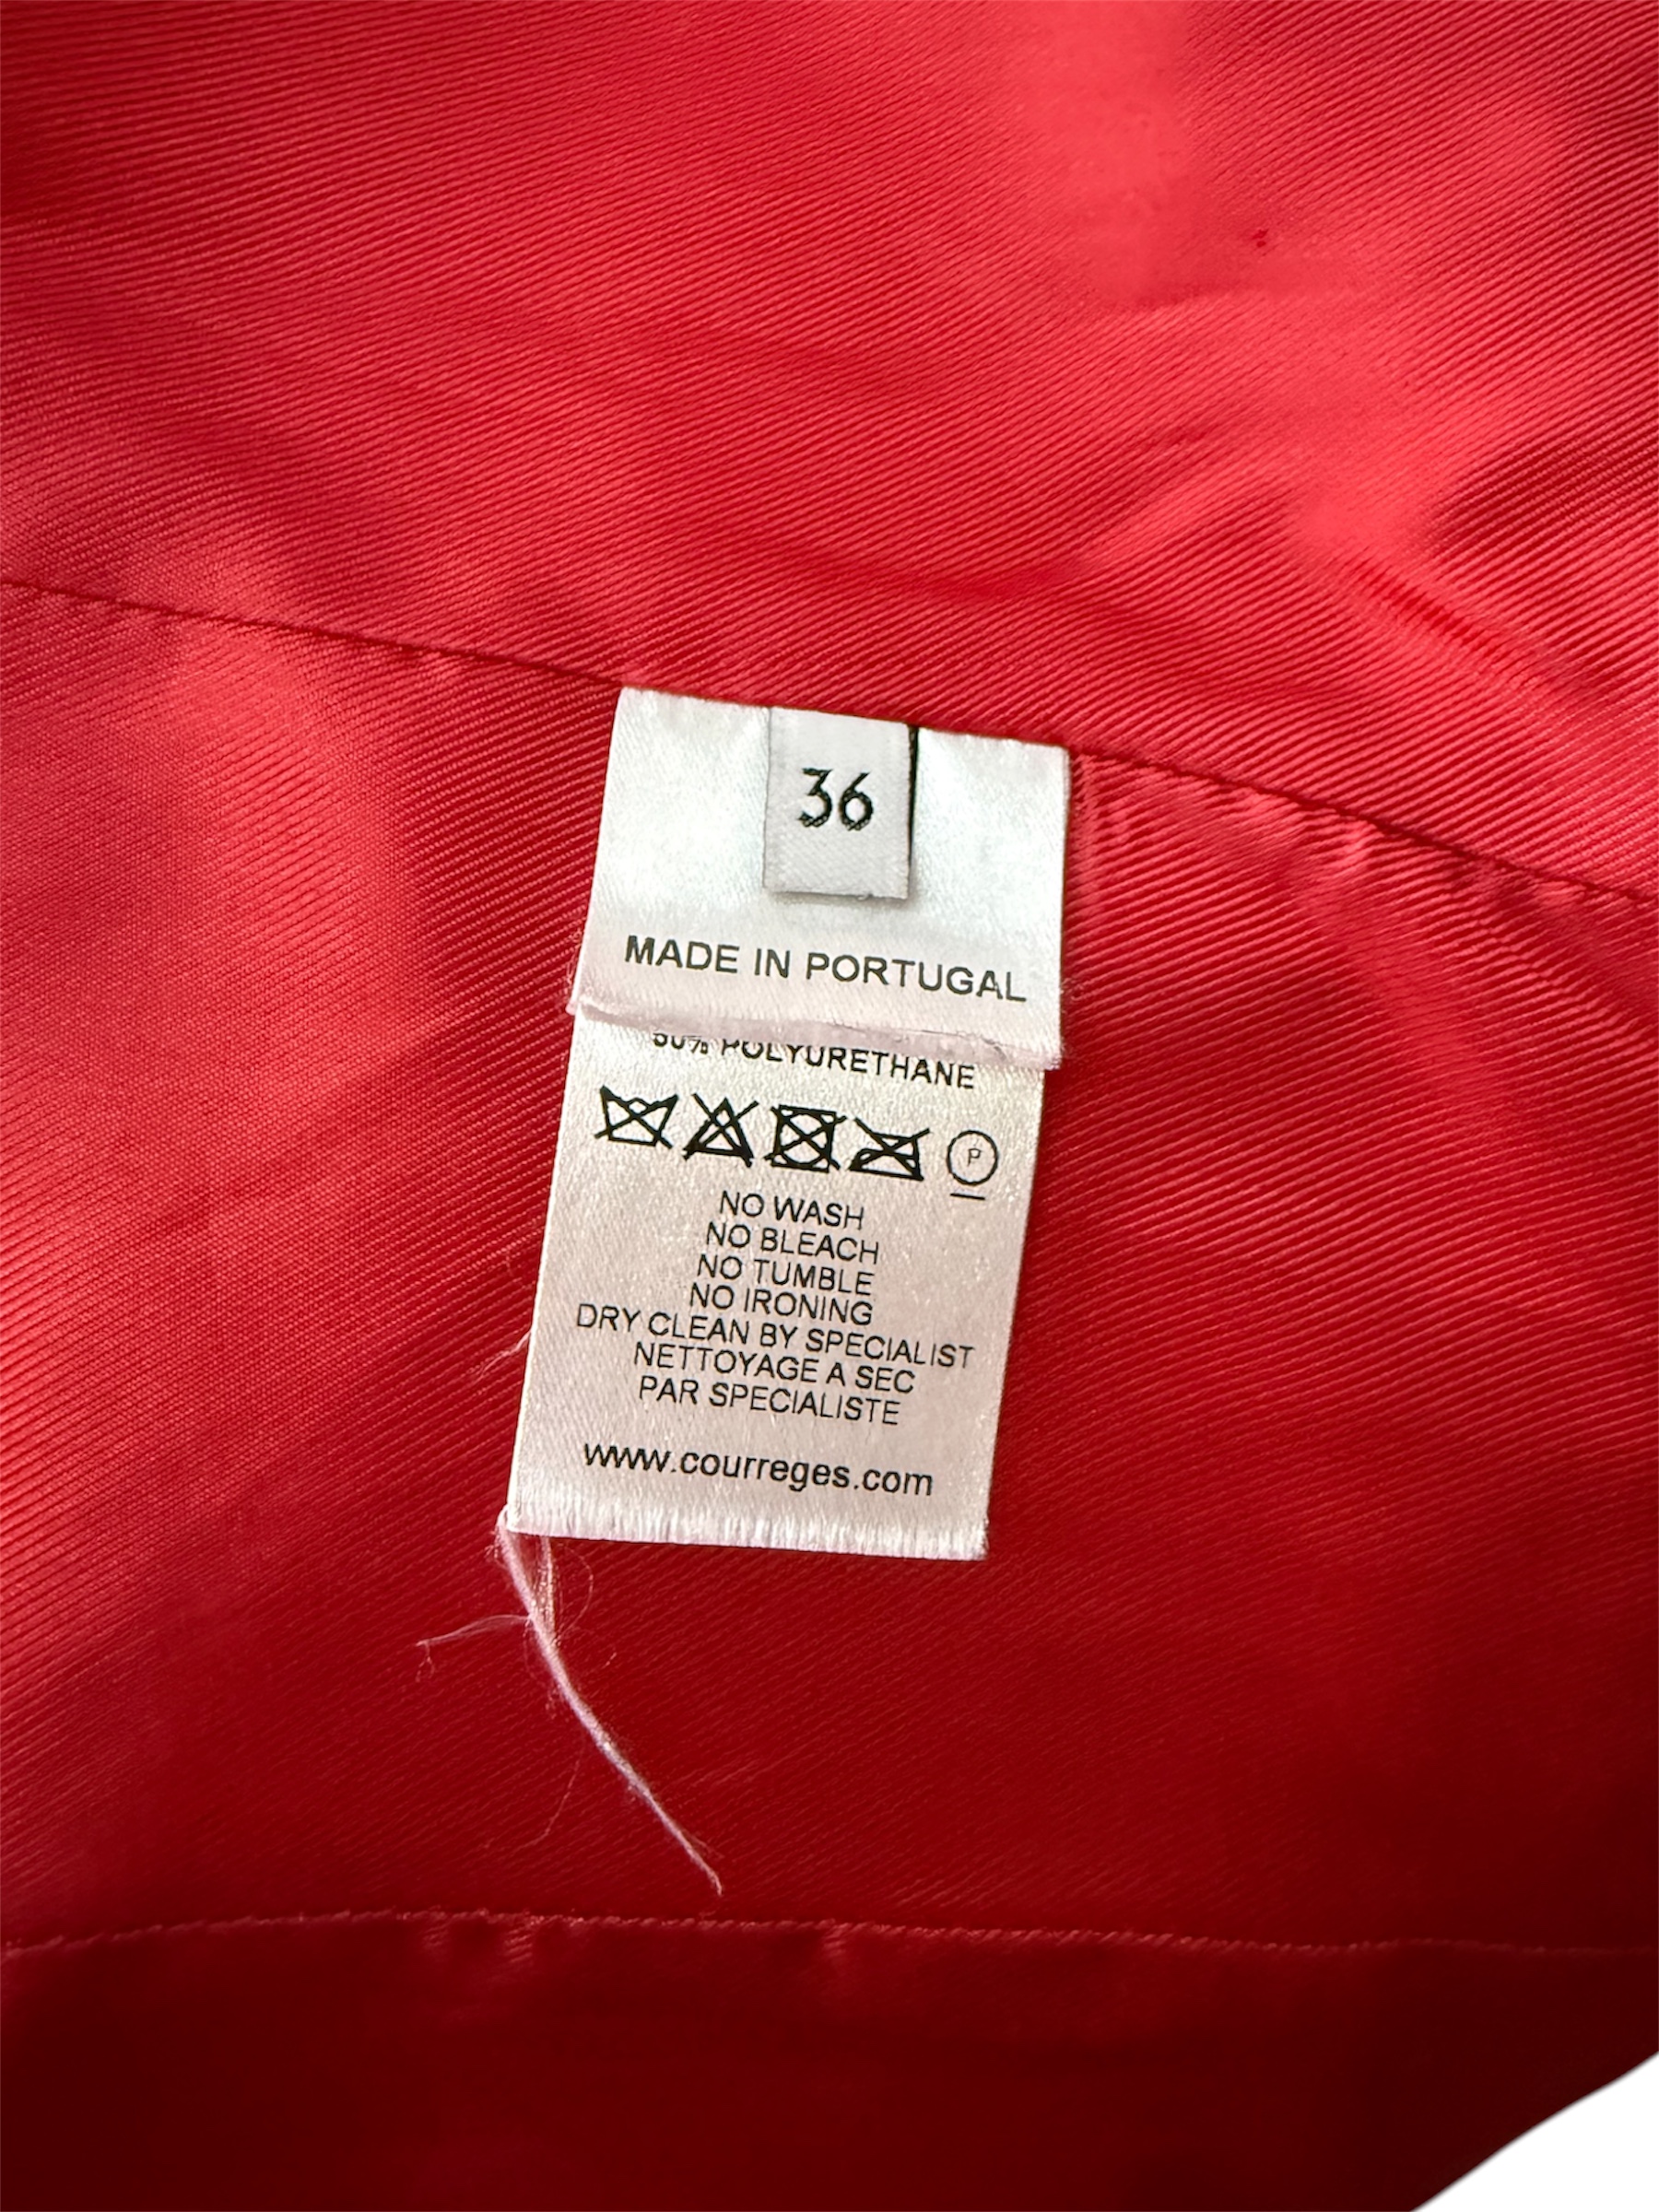 36
MADE IN PORTUGAL
POLYURETHANE
P
NO WASH
NO BLEACH
NO TUMBLE
NO IRONING
DRY CLEAN BY SPECIALIST
NETTOYAGE A SEC
PAR SPECIALISTE
www.courreges.com